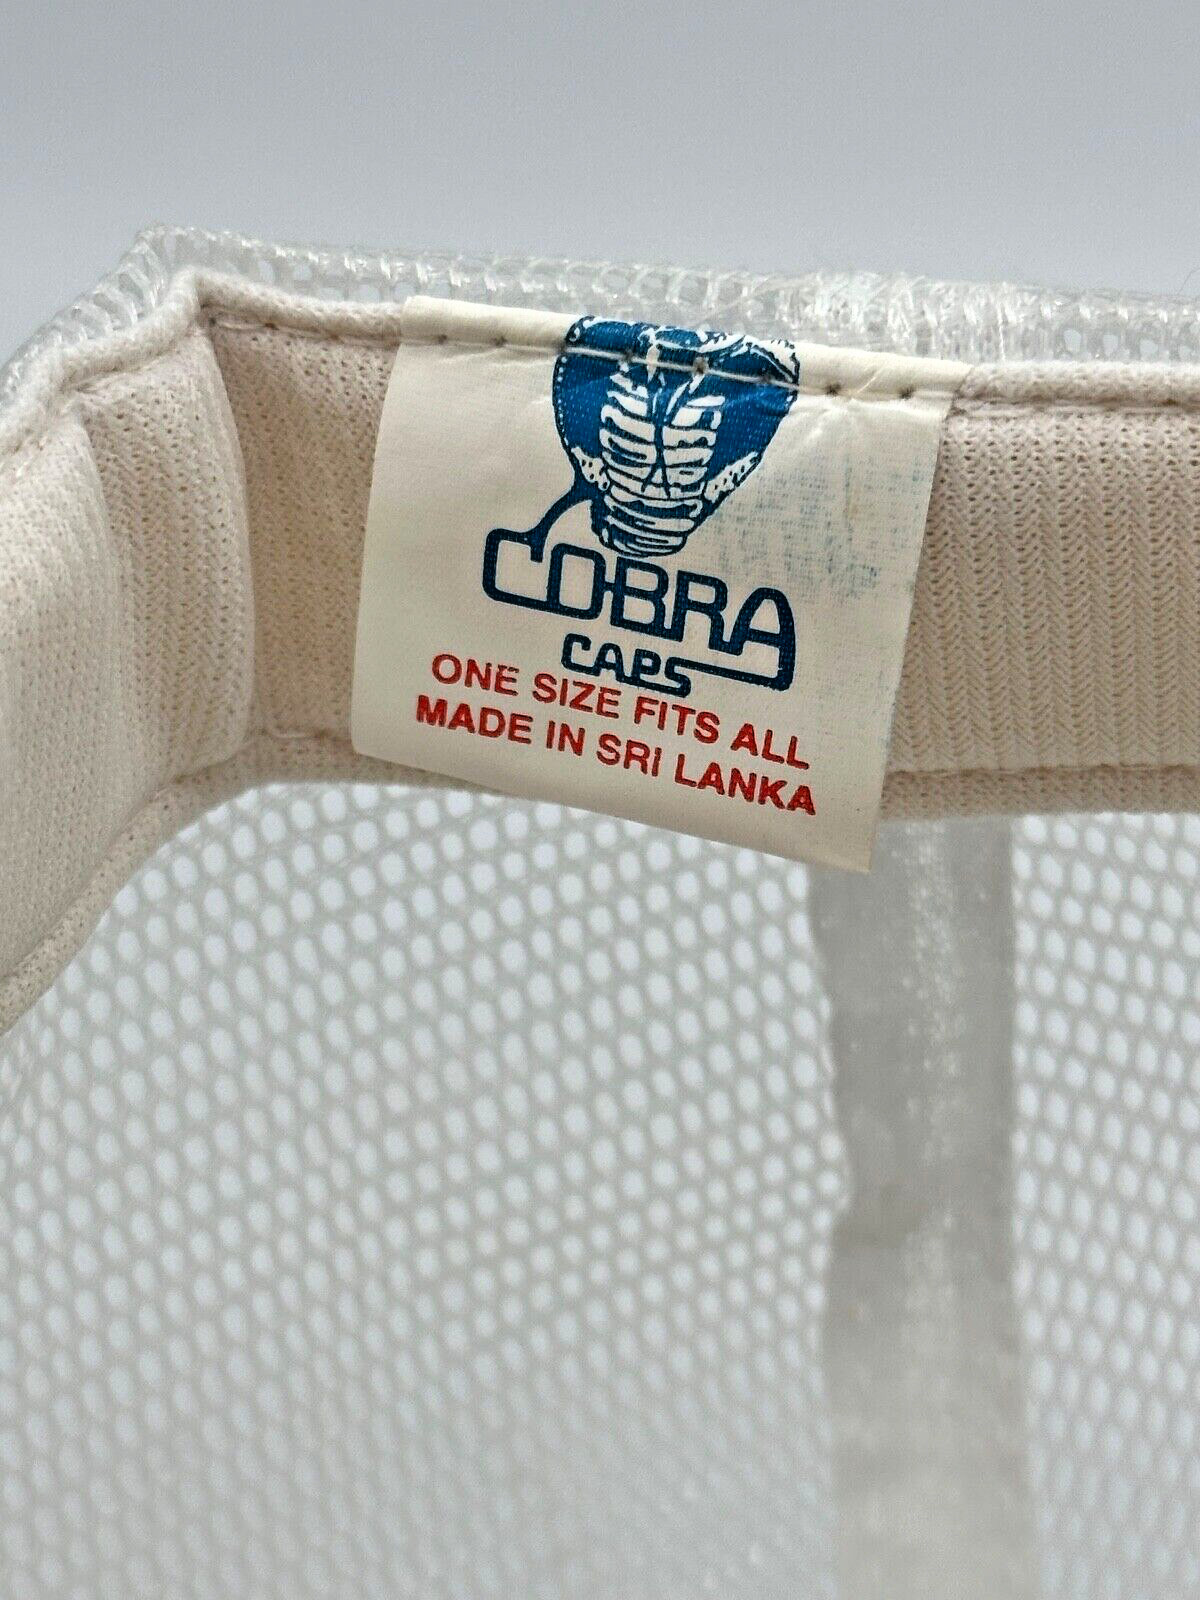 COBRA
CAPS
ONE SIZE FITS ALL
MADE IN SRI LANKA